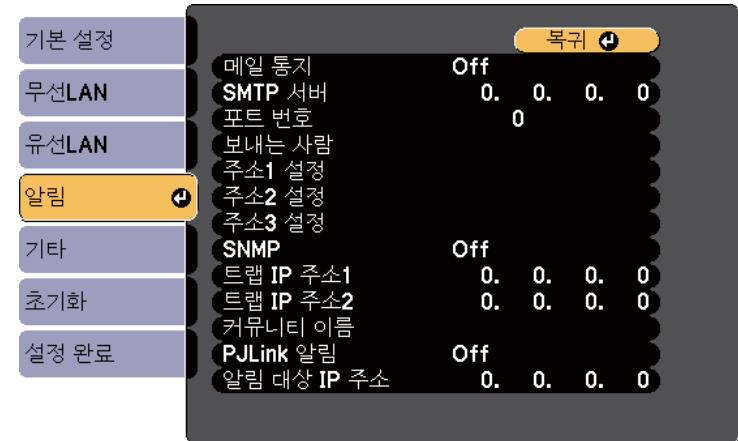 기본 설정
무선LAN
유선LAN
알림
기타
초기화
설정 완료
복귀
메일 통지 Off
SMTP 서버 0. 0. 0. 0
포트 번호 0
보내는 사람
주소1 설정
주소2 설정
주소3 설정
SNMP Off
트랩 IP 주소1 0. 0. 0. 0
트랩 IP 주소2 0. 0. 0. 0
커뮤니티 이름
PJLink 알림 Off
알림 대상 IP 주소 0. 0. 0. 0